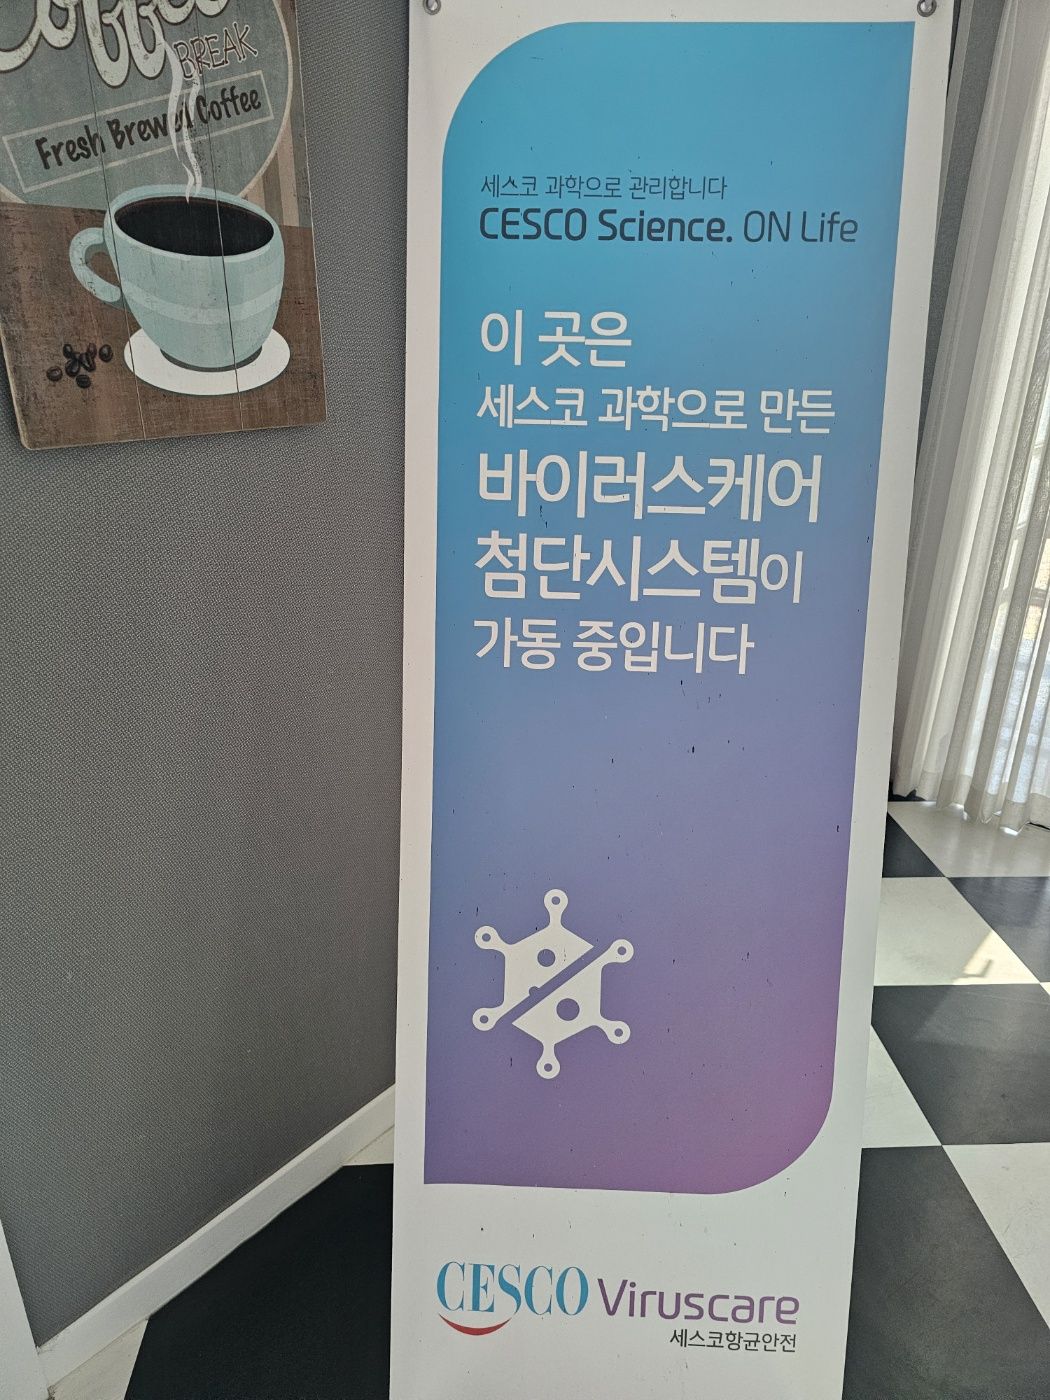 Coffee
BREAK
Fresh Brewed Coffee
세스코 과학으로 관리합니다
CESCO Science. ON Life
이 곳은
세스코 과학으로 만든
바이러스케어
첨단시스템이
가동 중입니다
CESCO Viruscare
세스코항균안전